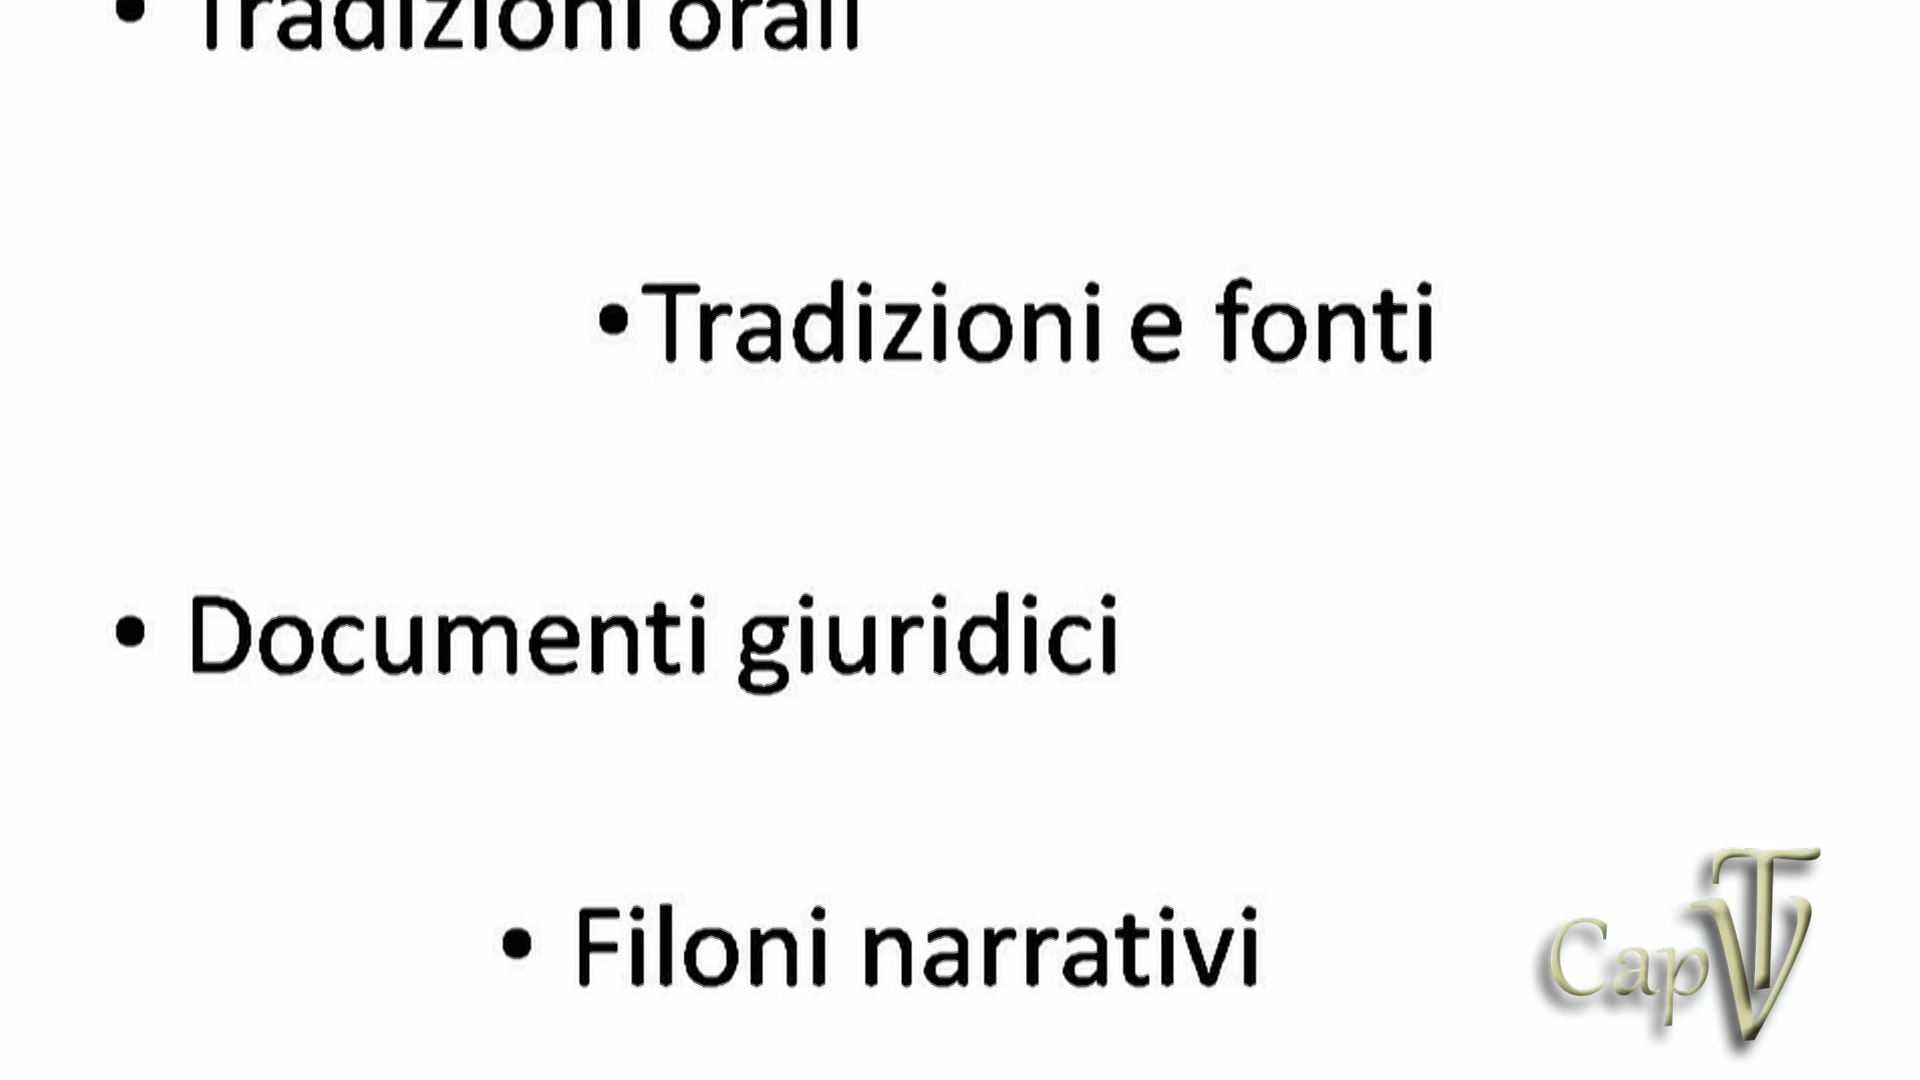 • Tradizioni orali
• Tradizioni e fonti
• Documenti giuridici
• Filoni narrativi
CapTV